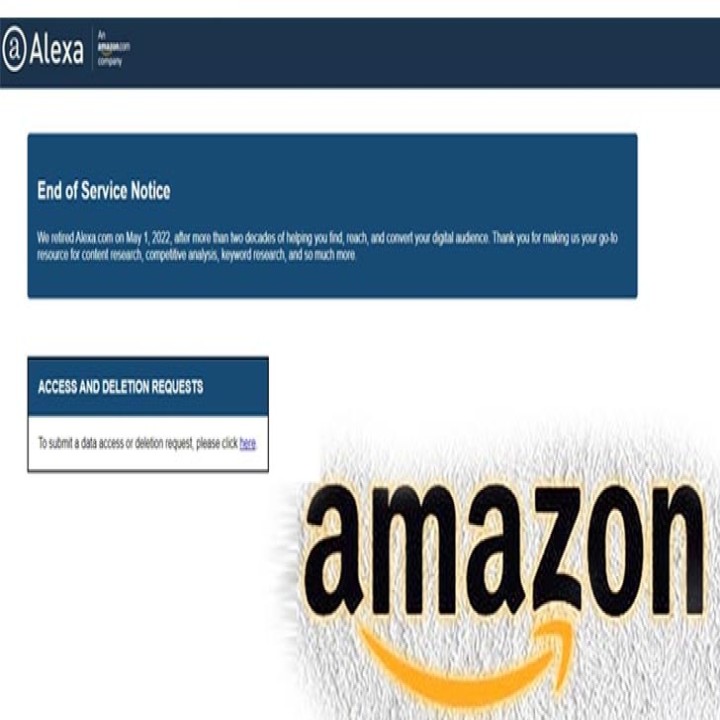 @ Alexa
An
amazon.com
company
End of Service Notice
We retired Alexa.com on May 1, 2022, after more than two decades of helping you find, reach, and convert your digital audience. Thank you for making us your go-to
resource for content research, competitive analysis, keyword research, and so much more.
ACCESS AND DELETION REQUESTS
To submit a data access or deletion request, please click here.
amazon